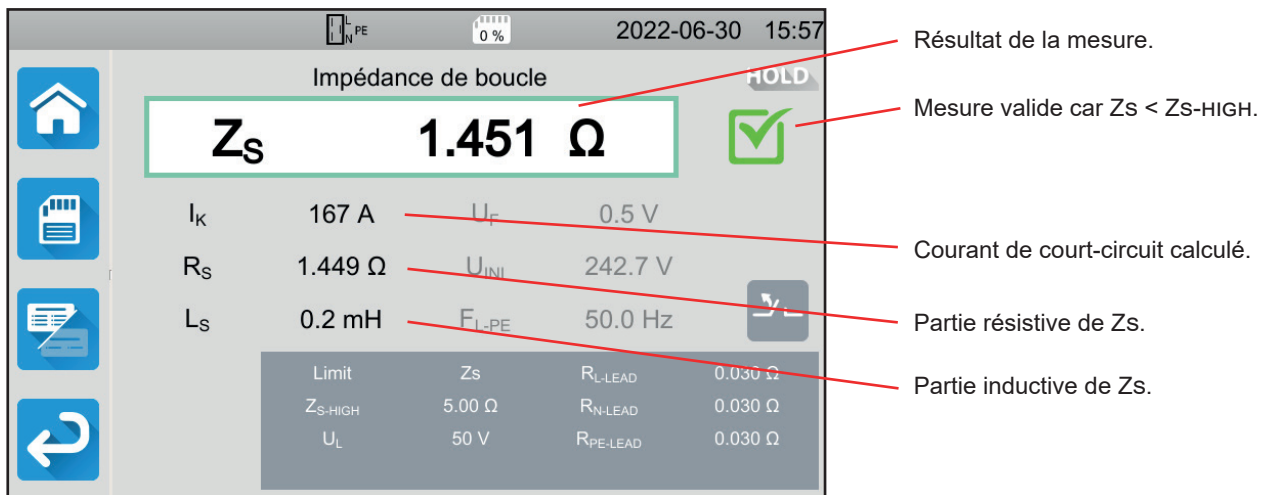 L
N PE
0 %
2022-06-30 15:57
Impédance de boucle
HOLD
ZS 1.451 Ω
IK 167 A UF 0.5 V
RS 1.449 Ω UINI 242.7 V
LS 0.2 mH FL-PE 50.0 Hz
Limit Zs RL-LEAD 0.030 Ω
ZS-HIGH 5.00 Ω RN-LEAD 0.030 Ω
UL 50 V RPE-LEAD 0.030 Ω
Résultat de la mesure.
Mesure valide car Zs < Zs-HIGH.
Courant de court-circuit calculé.
Partie résistive de Zs.
Partie inductive de Zs.